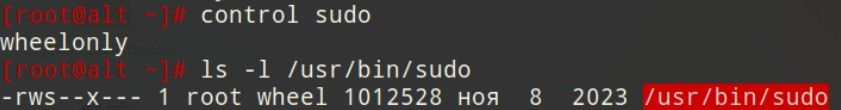 [root@alt ~]# control sudo
wheelonly
[root@alt ~]# ls -l /usr/bin/sudo
-rws--x--- 1 root wheel 1012528 ноя  8  2023 /usr/bin/sudo